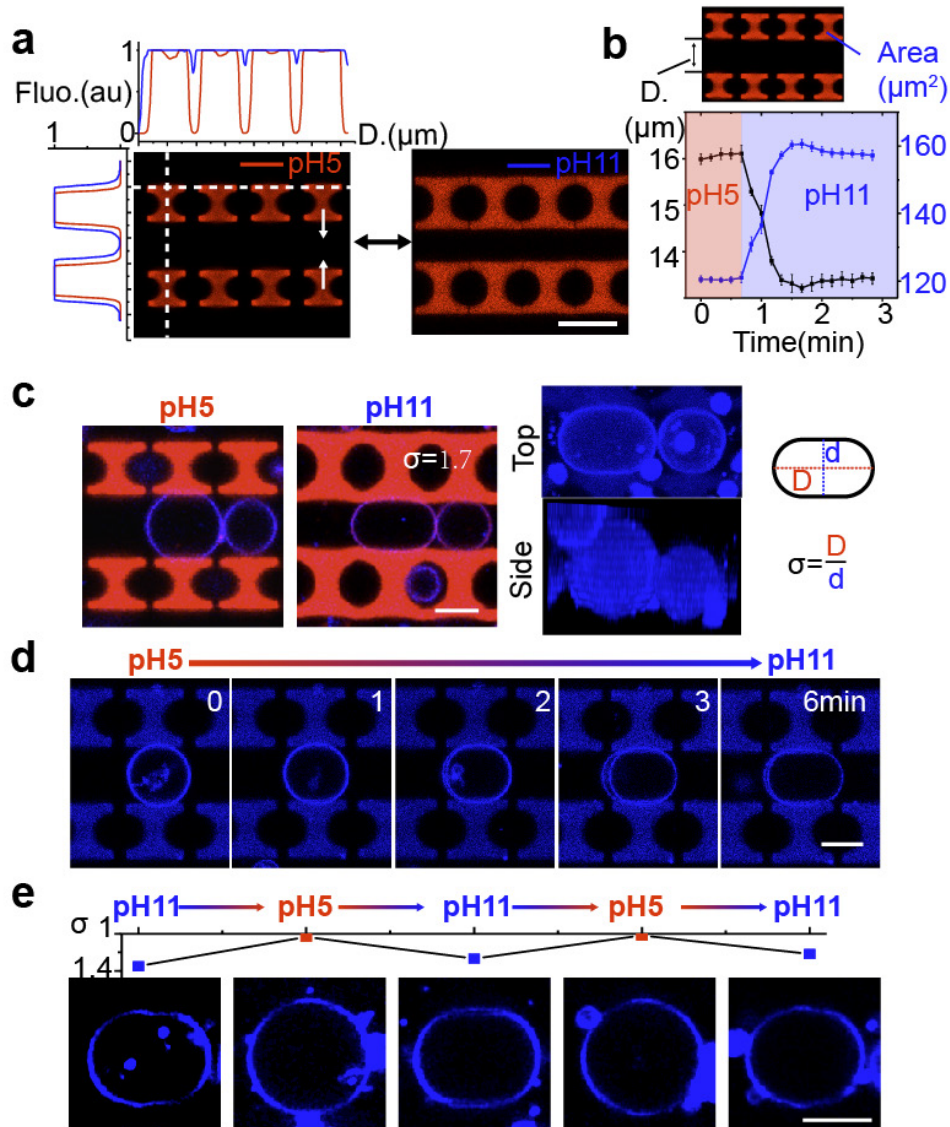 a
1
Fluo.(au)
1
0
0
D.(μm)
pH5
pH11
b
D.
Area
(μm²)
(μm)
16
15
14
pH5
pH11
160
140
120
0
1
2
3
Time(min)
c
pH5
pH11
σ=1.7
Top
Side
d
D
σ=D/d
d
pH5
pH11
0
1
2
3
6min
e
pH11
pH5
pH11
pH5
pH11
σ 1
1.4